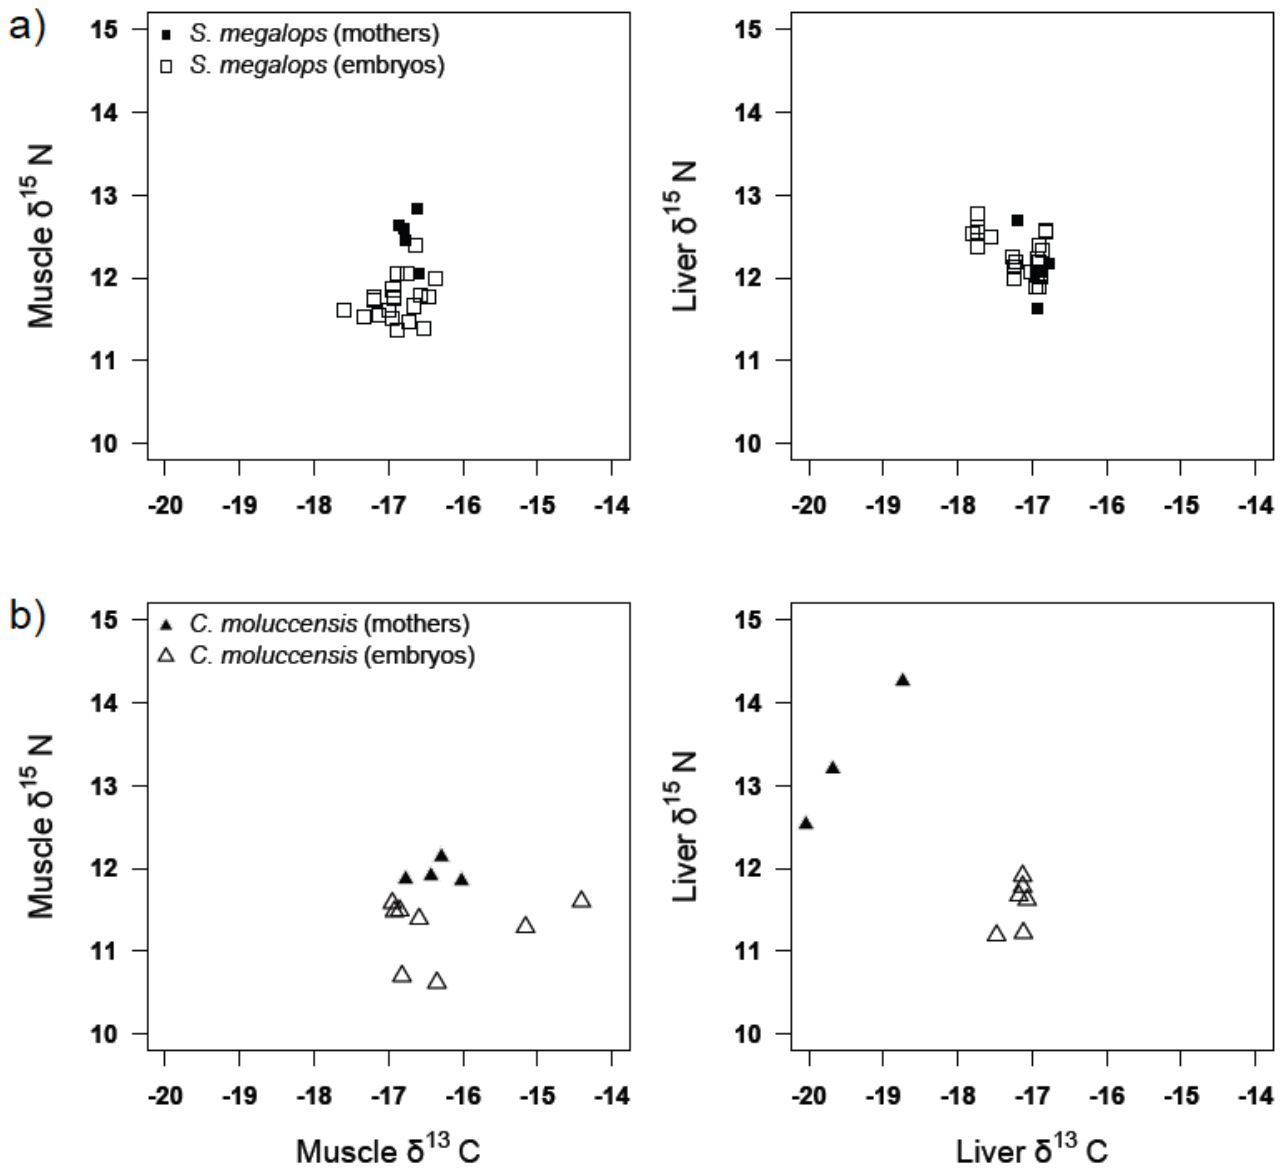 a)
15
14
13
12
11
10
Muscle δ15 N
S. megalops (mothers)
S. megalops (embryos)
-20 -19 -18 -17 -16 -15 -14
15
14
13
12
11
10
Liver δ15 N
-20 -19 -18 -17 -16 -15 -14
b)
15
14
13
12
11
10
Muscle δ15 N
C. moluccensis (mothers)
C. moluccensis (embryos)
-20 -19 -18 -17 -16 -15 -14
Muscle δ13 C
15
14
13
12
11
10
Liver δ15 N
-20 -19 -18 -17 -16 -15 -14
Liver δ13 C